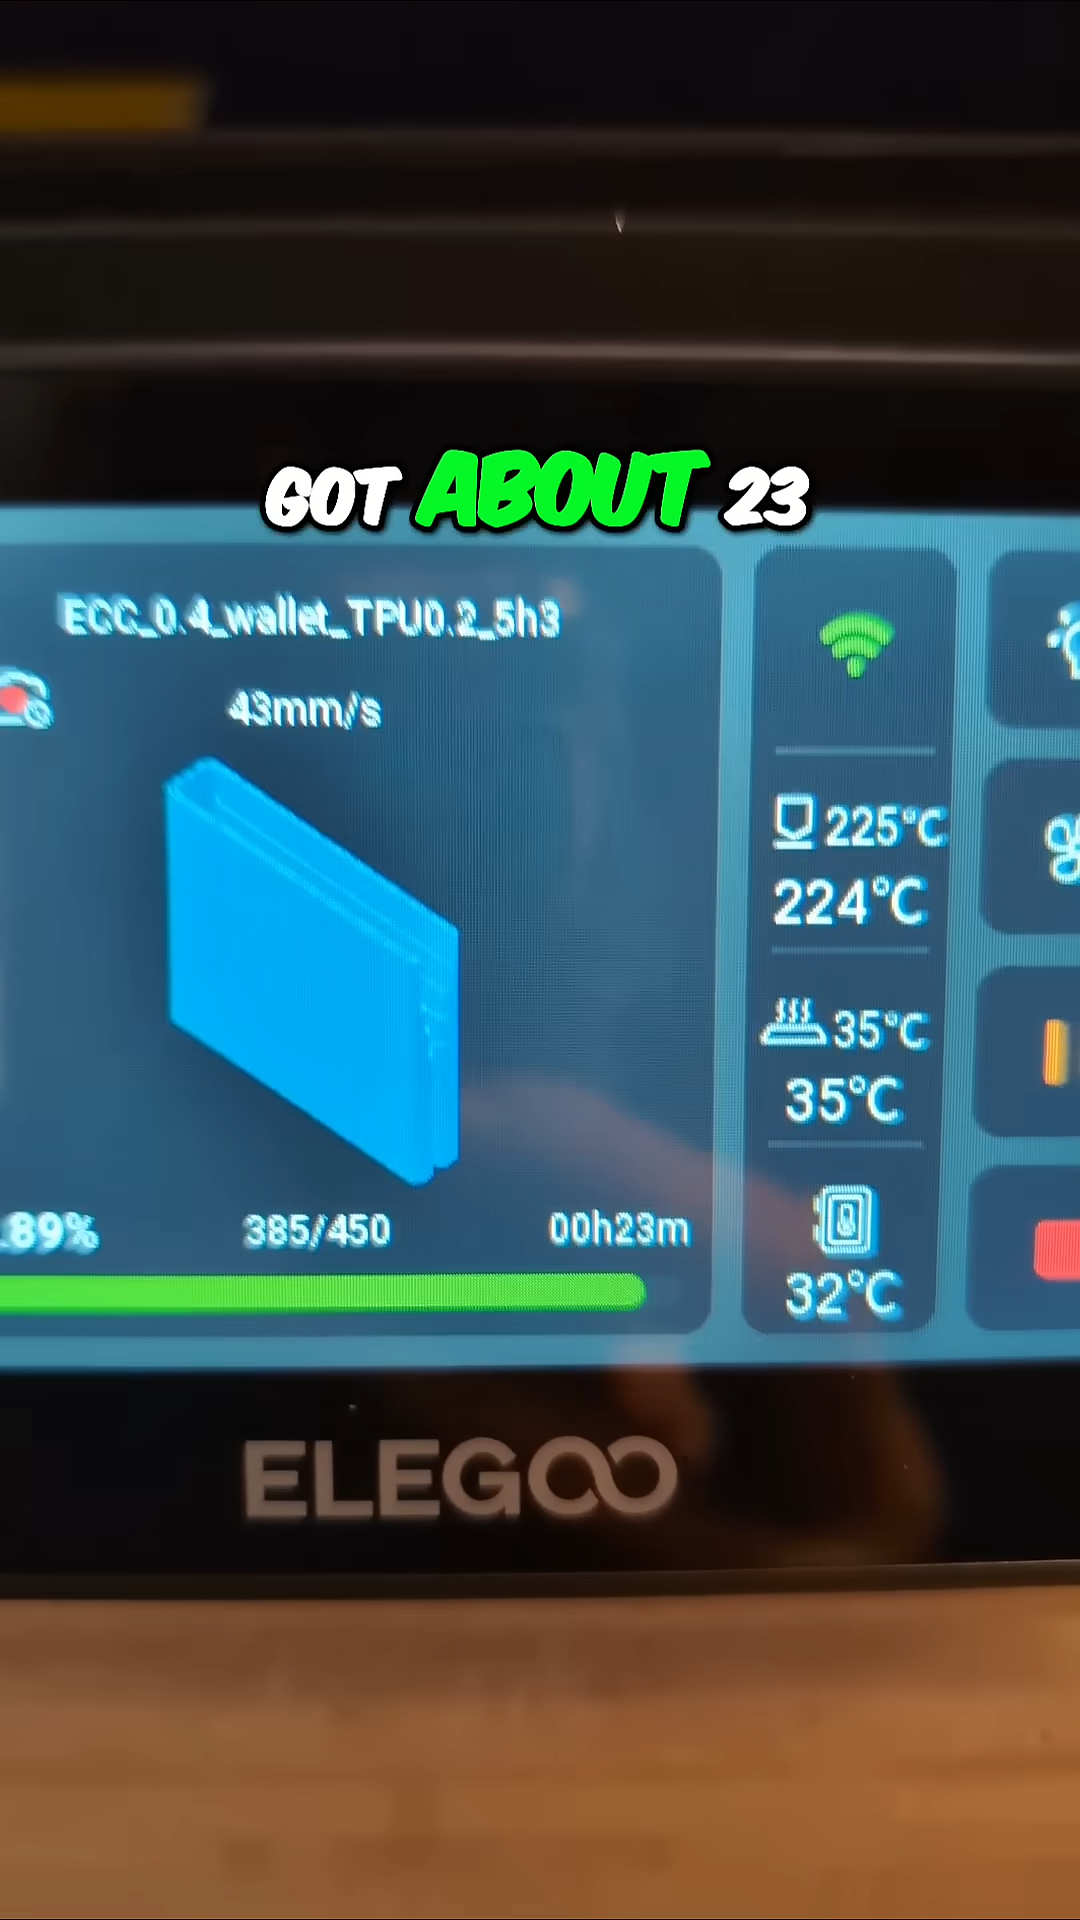 GOT ABOUT 23
ECC_0.4_wallet_TPU0.2_5h3
43mm/s
225°C
224°C
35°C
35°C
.89%
385/450
00h23m
32°C
ELEGOO